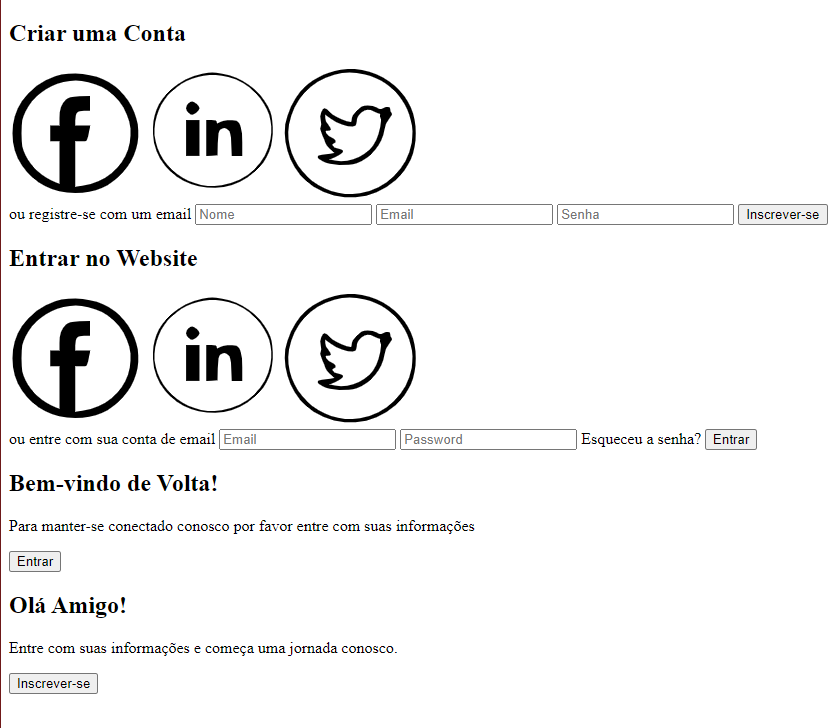 Criar uma Conta
f in
ou registre-se com um email Nome Email Senha Inscrever-se
Entrar no Website
f in
ou entre com sua conta de email Email Password Esqueceu a senha? Entrar
Bem-vindo de Volta!
Para manter-se conectado conosco por favor entre com suas informações
Entrar
Olá Amigo!
Entre com suas informações e começa uma jornada conosco.
Inscrever-se